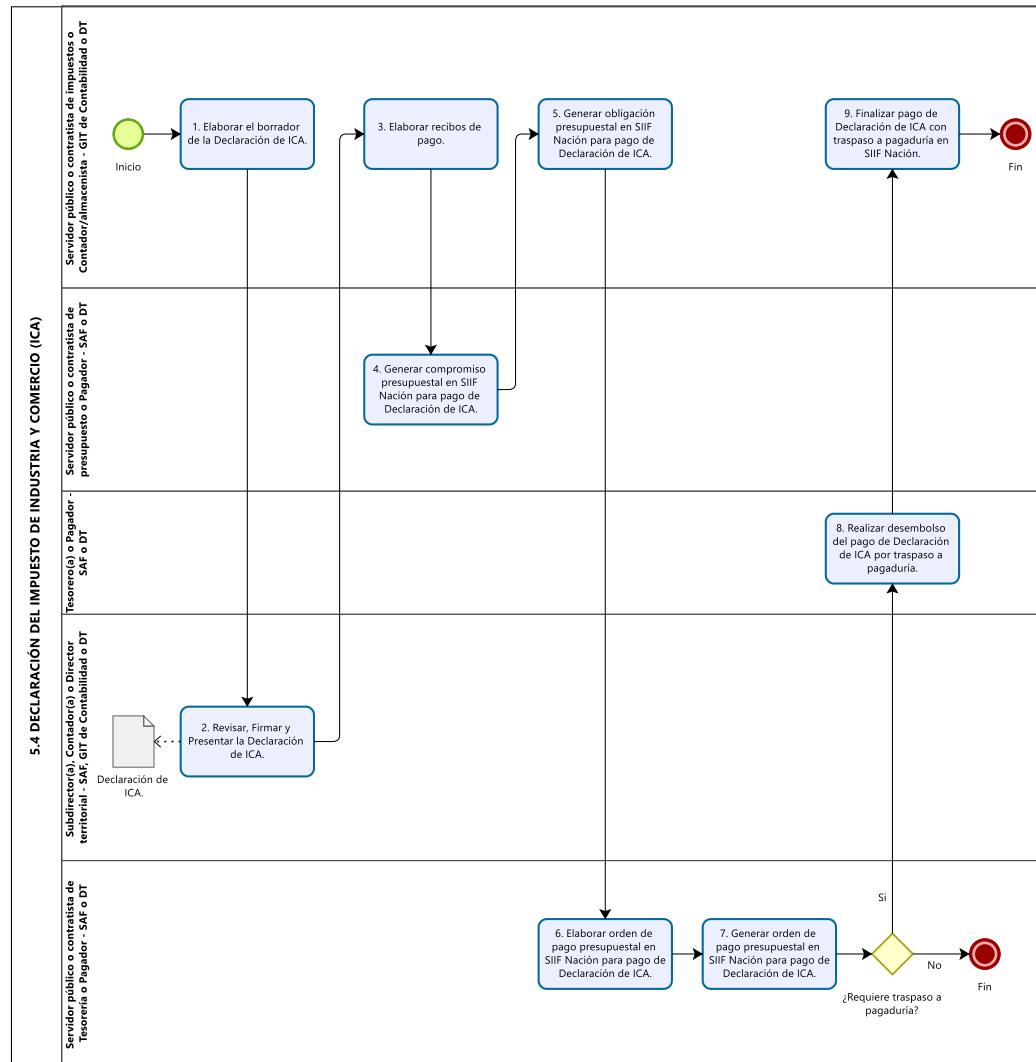 5.4 DECLARACIÓN DEL IMPUESTO DE INDUSTRIA Y COMERCIO (ICA)
Servidor público o contratista de impuestos o
Contador/almacenista - GIT de Contabilidad o DT
Inicio
1. Elaborar el borrador
de la Declaración de ICA.
3. Elaborar recibos de
pago.
5. Generar obligación
presupuestal en SIIF
Nación para pago de
Declaración de ICA.
9. Finalizar pago de
Declaración de ICA con
traspaso a pagaduría en
SIIF Nación.
Fin
Servidor público o contratista de
presupuesto o Pagador - SAF o DT
4. Generar compromiso
presupuestal en SIIF
Nación para pago de
Declaración de ICA.
Tesorero(a) o Pagador -
SAF o DT
8. Realizar desembolso
del pago de Declaración
de ICA por traspaso a
pagaduría.
Subdirector(a), Contador(a) o Director
territorial - SAF, GIT de Contabilidad o DT
Declaración de
ICA.
2. Revisar, Firmar y
Presentar la Declaración
de ICA.
Servidor público o contratista de
Tesorería o Pagador - SAF o DT
6. Elaborar orden de
pago presupuestal en
SIIF Nación para pago de
Declaración de ICA.
7. Generar orden de
pago presupuestal en
SIIF Nación para pago de
Declaración de ICA.
Si
No
¿Requiere traspaso a
pagaduría?
Fin